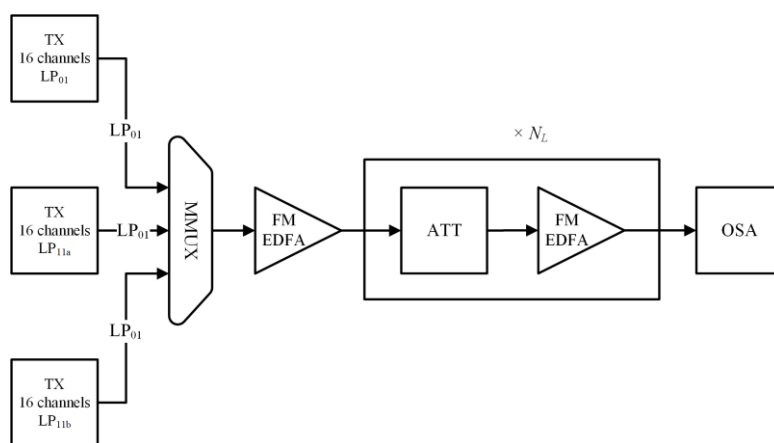 TX
16 channels
LP01
LP01
× NL
TX
16 channels
LP11a
LP01
MMUX
FM
EDFA
ATT
FM
EDFA
OSA
LP01
TX
16 channels
LP11b